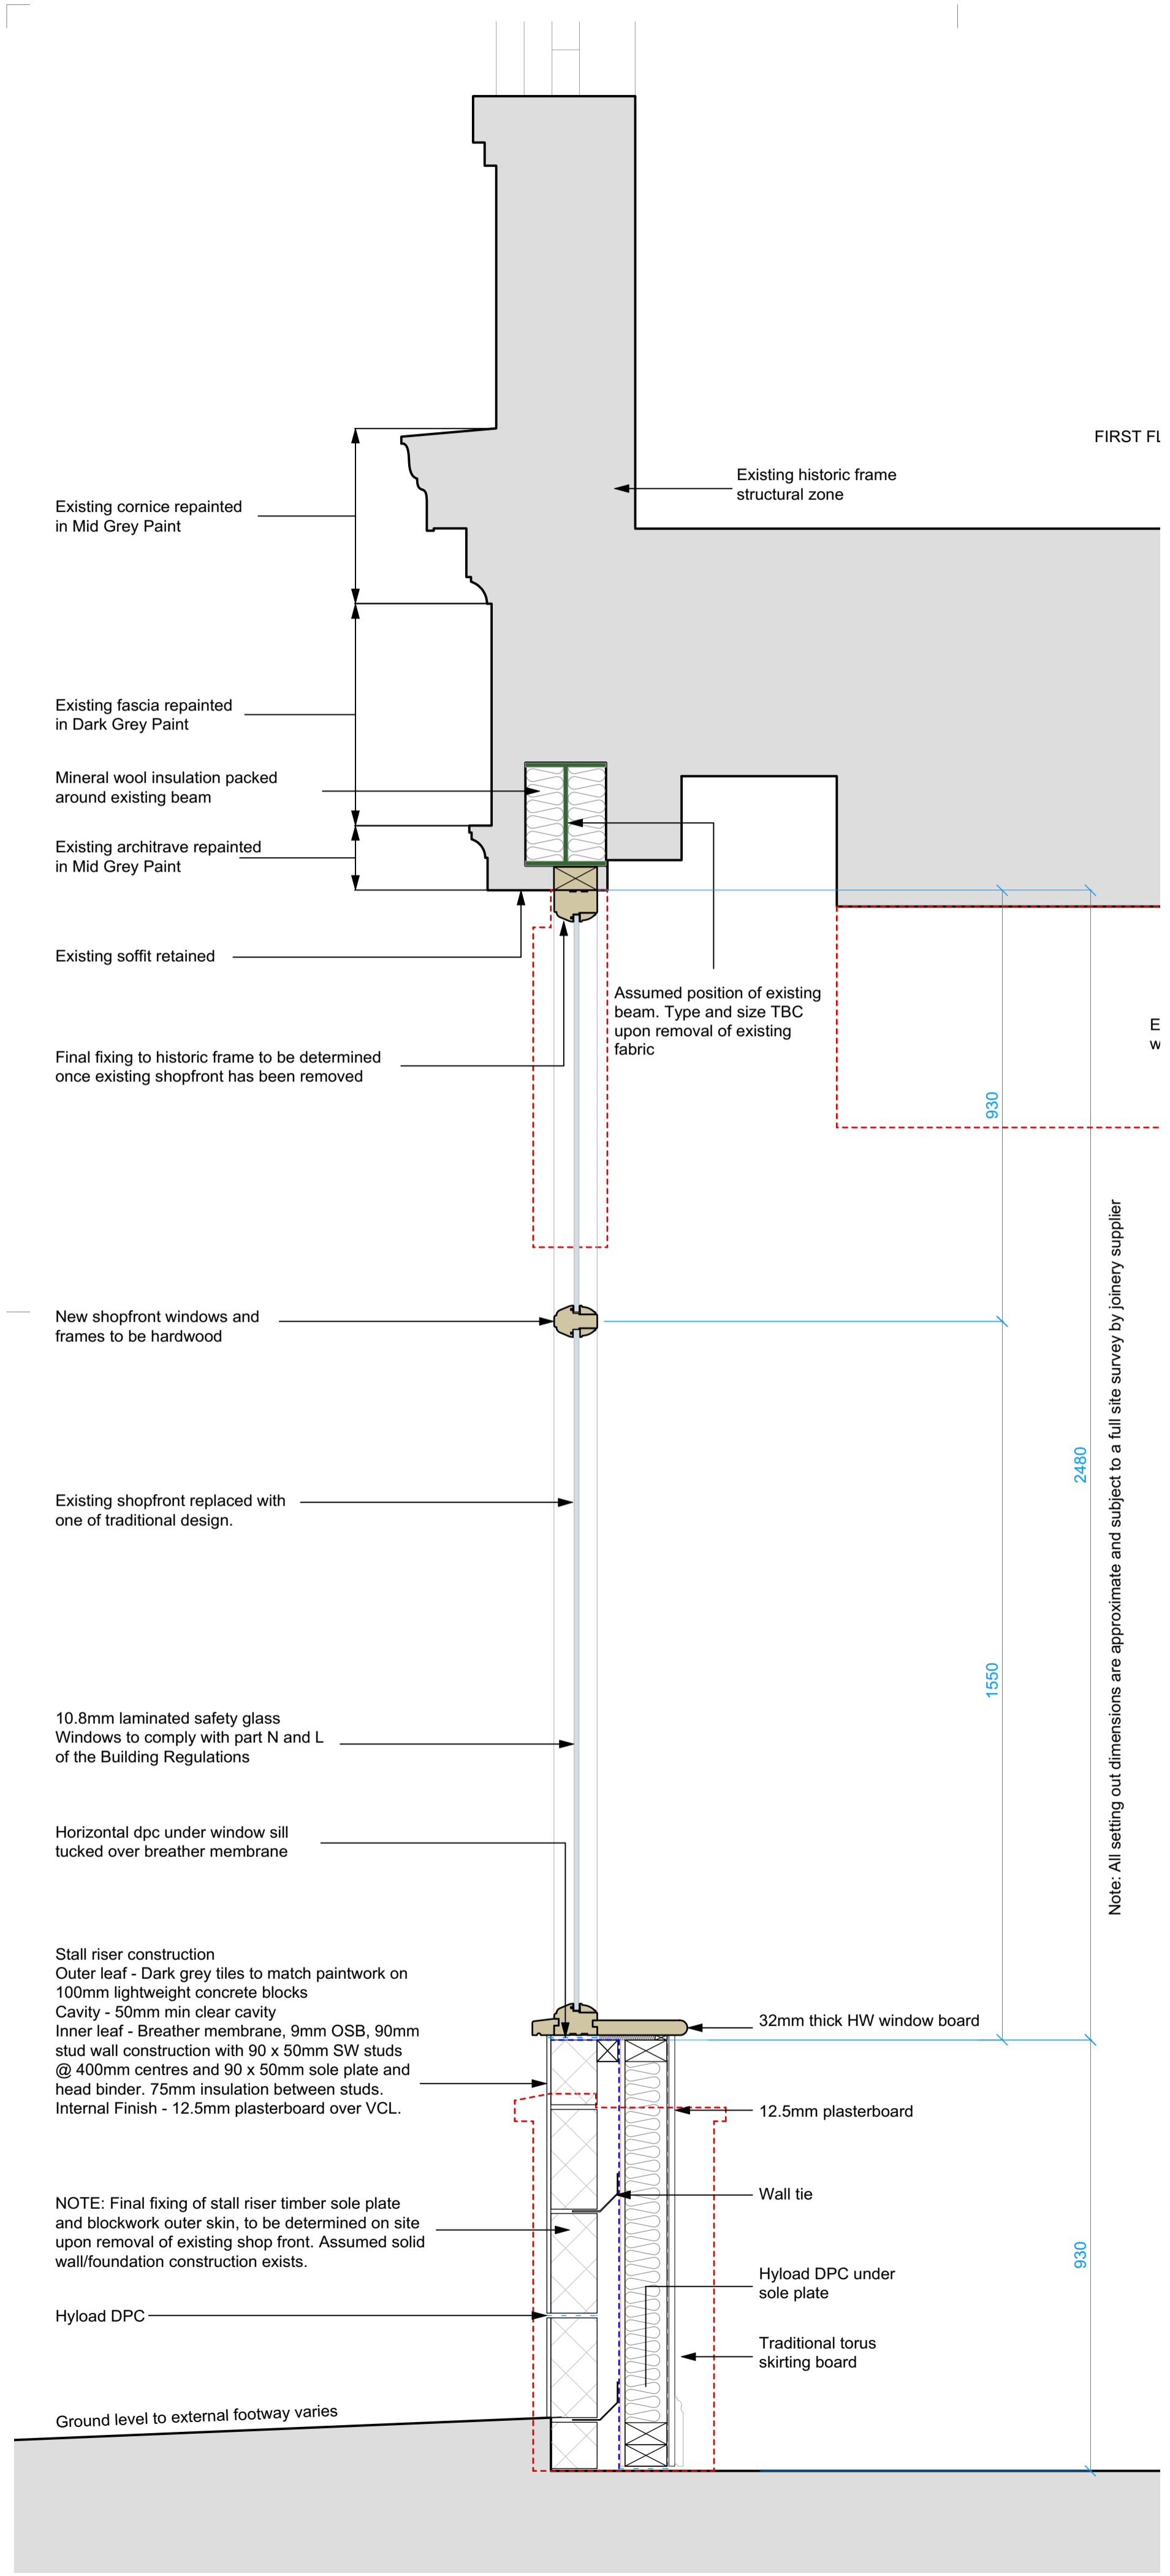 FIRST FL
Existing historic frame
structural zone
Existing cornice repainted
in Mid Grey Paint
Existing fascia repainted
in Dark Grey Paint
Mineral wool insulation packed
around existing beam
Existing architrave repainted
in Mid Grey Paint
Existing soffit retained
Assumed position of existing
beam. Type and size TBC
upon removal of existing
fabric
E
w
Final fixing to historic frame to be determined
once existing shopfront has been removed
930
New shopfront windows and
frames to be hardwood
2480
Note: All setting out dimensions are approximate and subject to a full site survey by joinery supplier
Existing shopfront replaced with
one of traditional design.
1550
10.8mm laminated safety glass
Windows to comply with part N and L
of the Building Regulations
Horizontal dpc under window sill
tucked over breather membrane
Stall riser construction
Outer leaf - Dark grey tiles to match paintwork on
100mm lightweight concrete blocks
Cavity - 50mm min clear cavity
Inner leaf - Breather membrane, 9mm OSB, 90mm
stud wall construction with 90 x 50mm SW studs
@ 400mm centres and 90 x 50mm sole plate and
head binder. 75mm insulation between studs.
Internal Finish - 12.5mm plasterboard over VCL.
32mm thick HW window board
12.5mm plasterboard
Wall tie
NOTE: Final fixing of stall riser timber sole plate
and blockwork outer skin, to be determined on site
upon removal of existing shop front. Assumed solid
wall/foundation construction exists.
930
Hyload DPC under
sole plate
Hyload DPC
Traditional torus
skirting board
Ground level to external footway varies